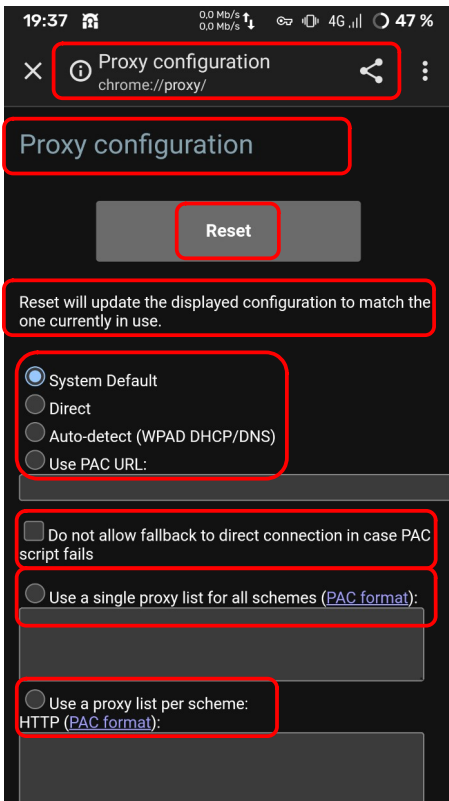 19:37
0,0 Mb/s
0,0 Mb/s
4G
47 %
Proxy configuration
chrome://proxy/
Proxy configuration
Reset
Reset will update the displayed configuration to match the
one currently in use.
System Default
Direct
Auto-detect (WPAD DHCP/DNS)
Use PAC URL:
Do not allow fallback to direct connection in case PAC
script fails
Use a single proxy list for all schemes (PAC format):
Use a proxy list per scheme:
HTTP (PAC format):